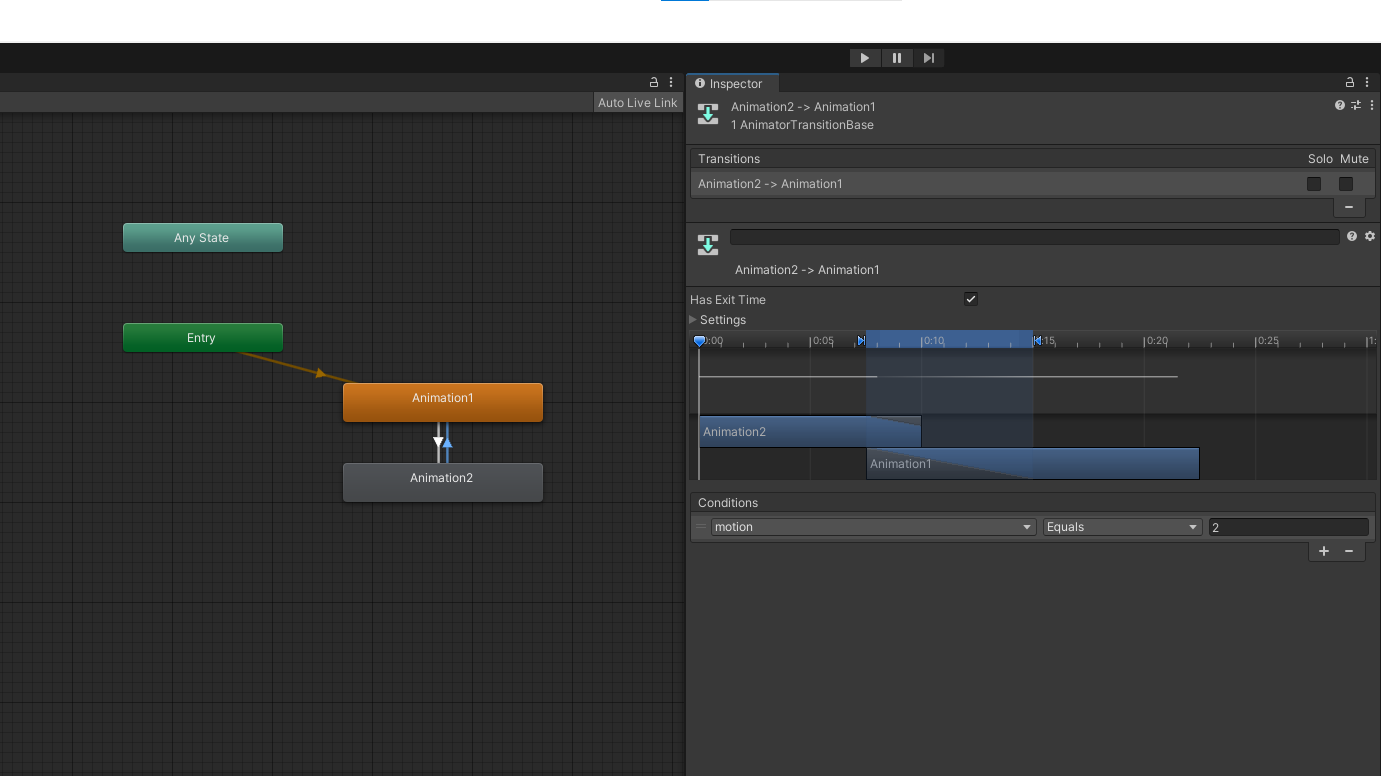 Auto Live Link
Any State
Entry
Animation1
Animation2
Inspector
Animation2 -> Animation1
1 AnimatorTransitionBase
Transitions
Solo Mute
Animation2 -> Animation1
Animation2 -> Animation1
Has Exit Time
Settings
0:00 0:05 0:10 0:15 0:20 0:25 1:
Animation2
Animation1
Conditions
motion Equals 2